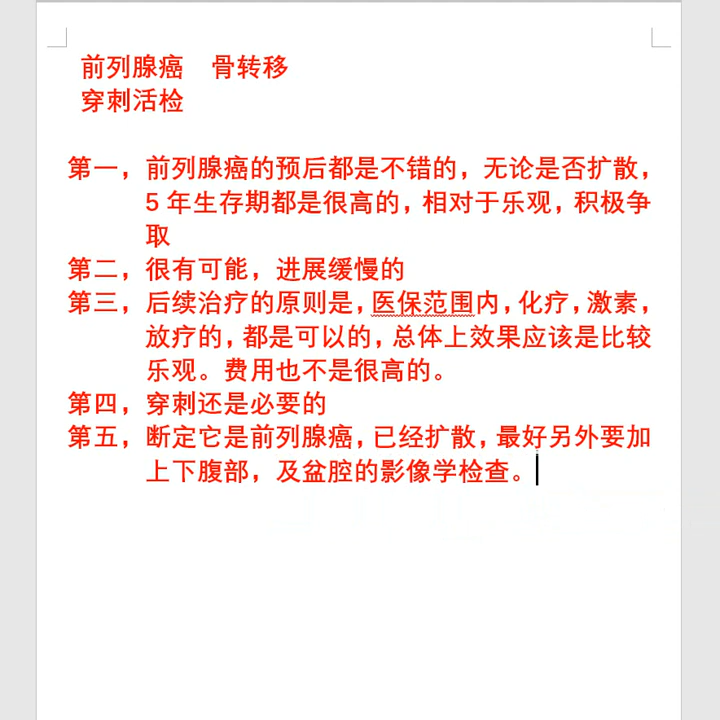 前列腺癌 骨转移
穿刺活检
第一，前列腺癌的预后都是不错的，无论是否扩散，
5 年生存期都是很高的，相对于乐观，积极争
取
第二，很有可能，进展缓慢的
第三，后续治疗的原则是，医保范围内，化疗，激素，
放疗的，都是可以的，总体上效果应该是比较
乐观。费用也不是很高的。
第四，穿刺还是必要的
第五，断定它是前列腺癌，已经扩散，最好另外要加
上下腹部，及盆腔的影像学检查。